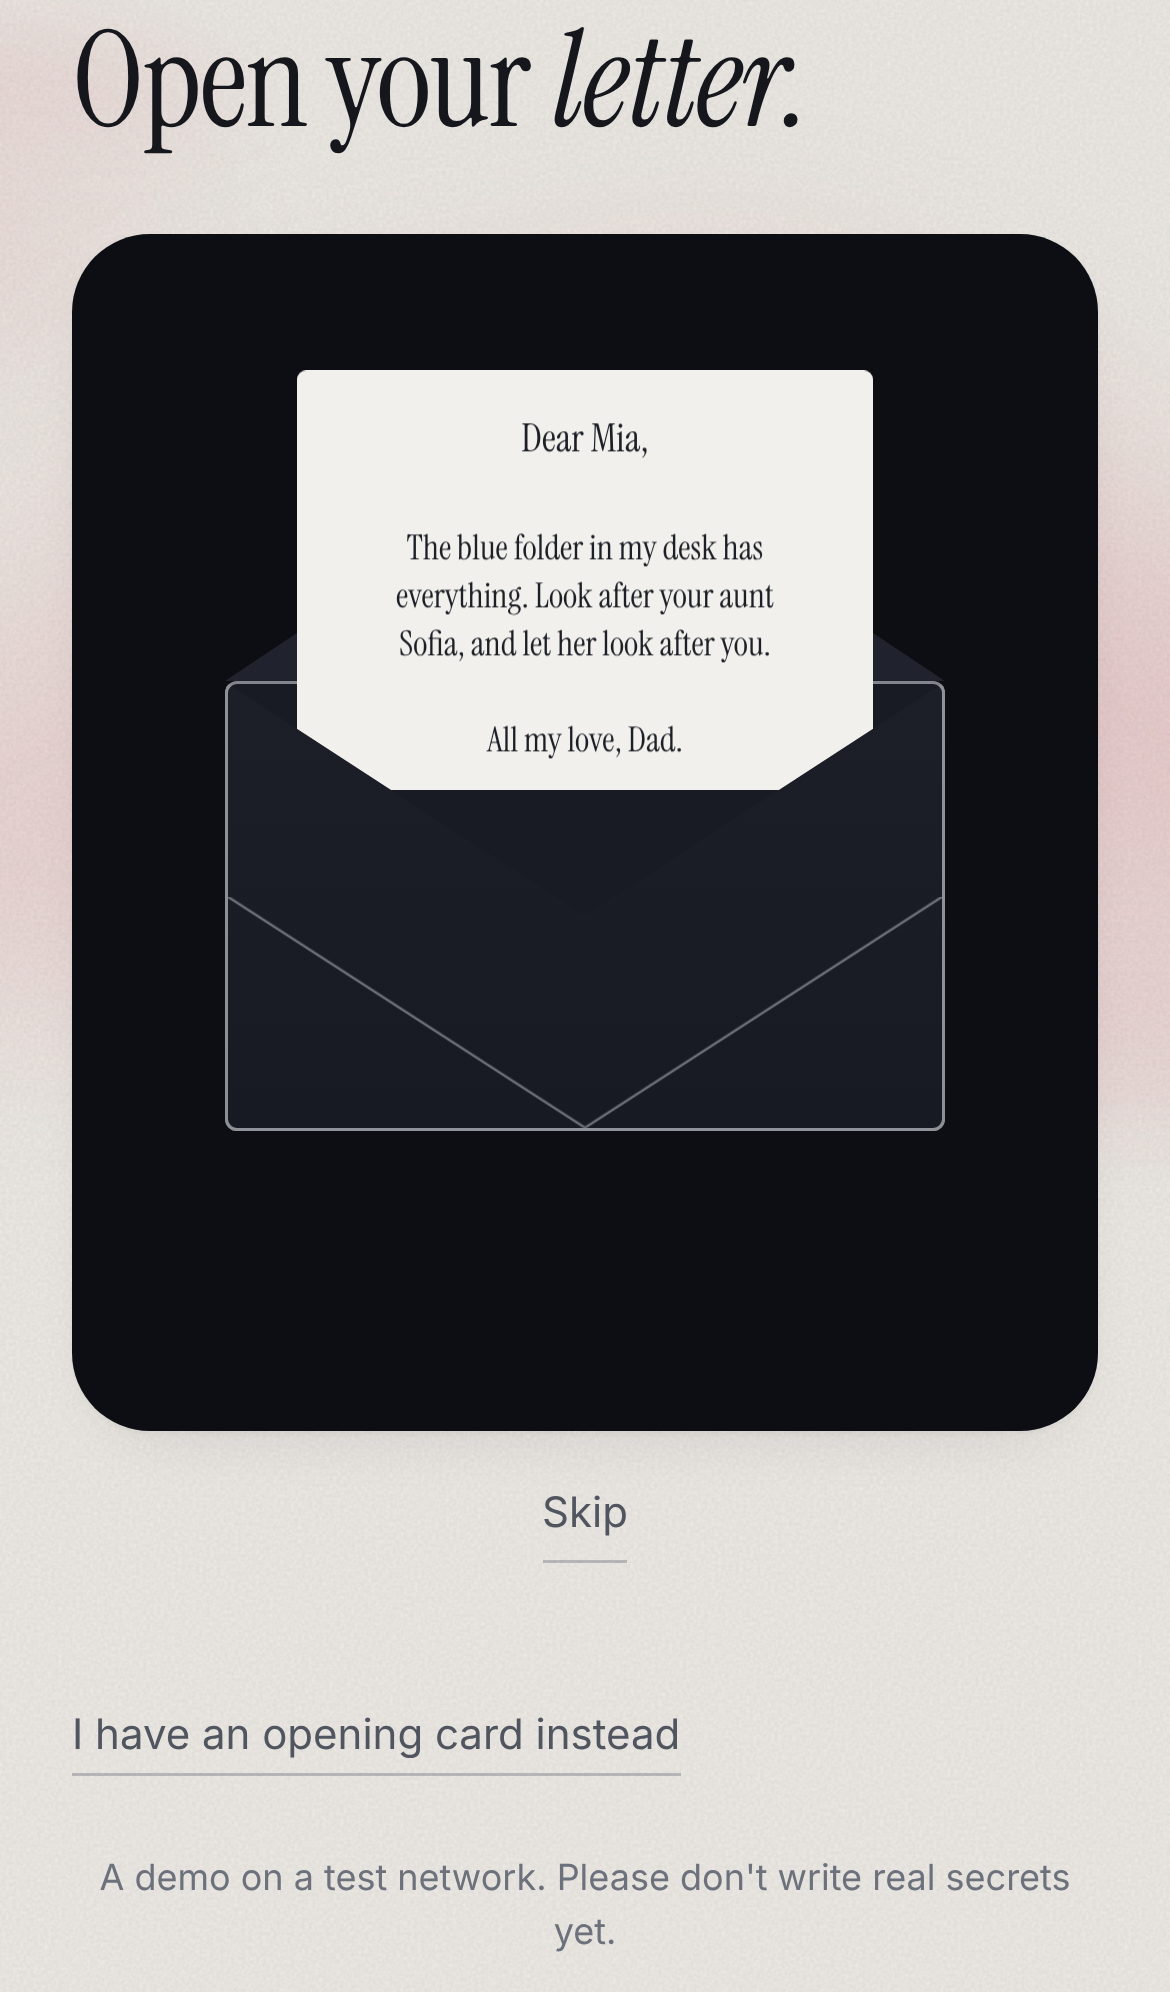 Open your letter.
Dear Mia,
The blue folder in my desk has
everything. Look after your aunt
Sofia, and let her look after you.
All my love, Dad.
Skip
I have an opening card instead
A demo on a test network. Please don't write real secrets
yet.